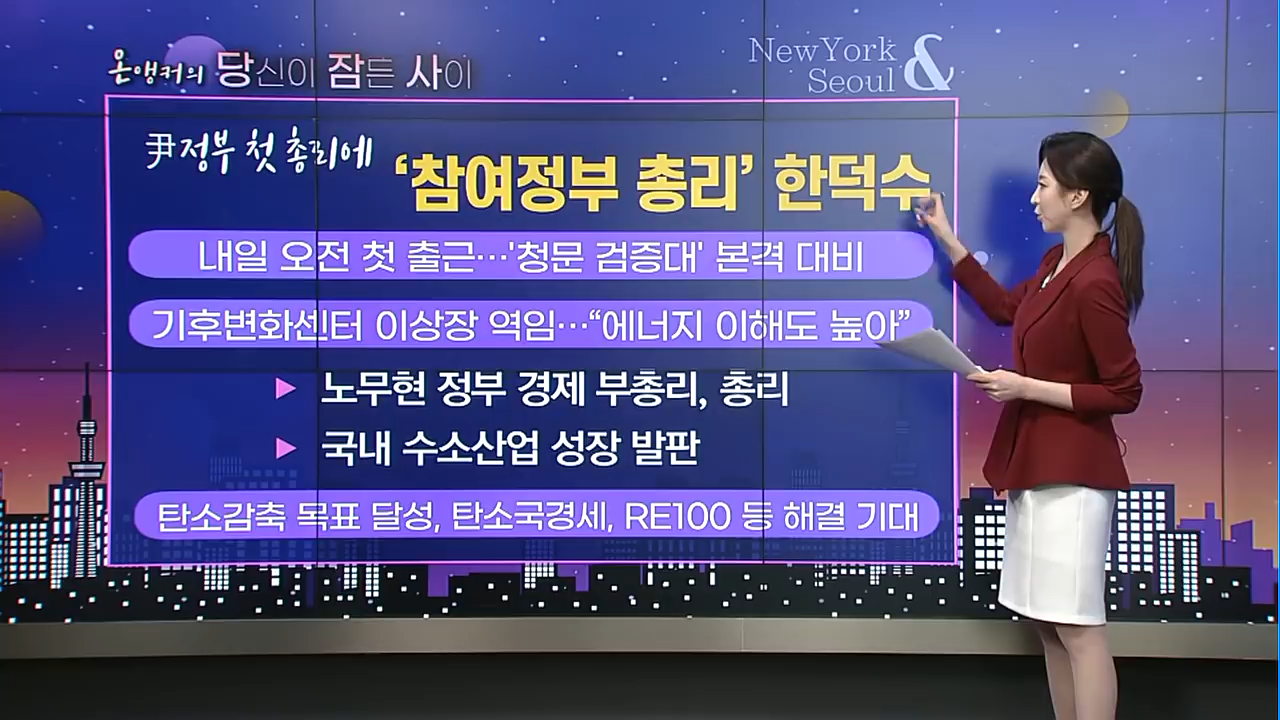 온앵커의 당신이 잠든 사이
NewYork
Seoul &
尹정부 첫 총리에
‘참여정부 총리’ 한덕수
내일 오전 첫 출근…'청문 검증대' 본격 대비
기후변화센터 이상장 역임…“에너지 이해도 높아”
▶ 노무현 정부 경제 부총리, 총리
▶ 국내 수소산업 성장 발판
탄소감축 목표 달성, 탄소국경세, RE100 등 해결 기대